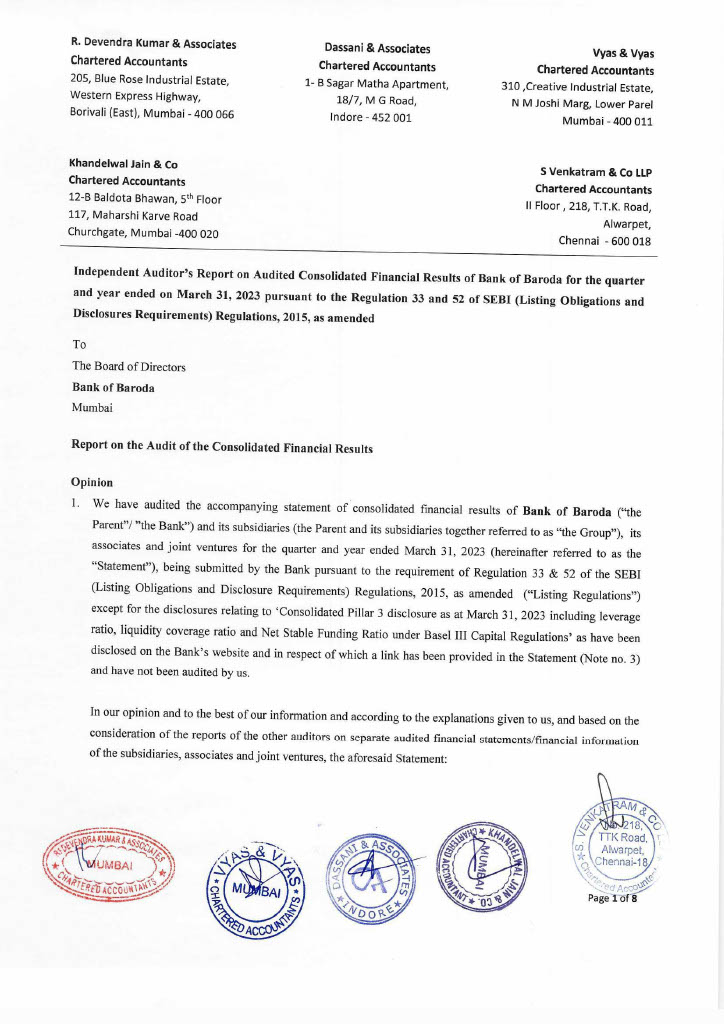 R. Devendra Kumar & Associates
Chartered Accountants
205, Blue Rose Industrial Estate,
Western Express Highway,
Borivali (East), Mumbai - 400 066
Dassani & Associates
Chartered Accountants
1- B Sagar Matha Apartment,
18/7, M G Road,
Indore - 452 001
Vyas & Vyas
Chartered Accountants
310 ,Creative Industrial Estate,
N M Joshi Marg, Lower Parel
Mumbai - 400 011
Khandelwal Jain & Co
Chartered Accountants
12-B Baldota Bhawan, 5th Floor
117, Maharshi Karve Road
Churchgate, Mumbai -400 020
S Venkatram & Co LLP
Chartered Accountants
II Floor , 218, T.T.K. Road,
Alwarpet,
Chennai - 600 018
Independent Auditor's Report on Audited Consolidated Financial Results of Bank of Baroda for the quarter
and year ended on March 31, 2023 pursuant to the Regulation 33 and 52 of SEBI (Listing Obligations and
Disclosures Requirements) Regulations, 2015, as amended
To
The Board of Directors
Bank of Baroda
Mumbai
Report on the Audit of the Consolidated Financial Results
Opinion
1. We have audited the accompanying statement of consolidated financial results of Bank of Baroda ("the
Parent"/ "the Bank") and its subsidiaries (the Parent and its subsidiaries together referred to as "the Group"), its
associates and joint ventures for the quarter and year ended March 31, 2023 (hereinafter referred to as the
"Statement"), being submitted by the Bank pursuant to the requirement of Regulation 33 & 52 of the SEBI
(Listing Obligations and Disclosure Requirements) Regulations, 2015, as amended ("Listing Regulations")
except for the disclosures relating to 'Consolidated Pillar 3 disclosure as at March 31, 2023 including leverage
ratio, liquidity coverage ratio and Net Stable Funding Ratio under Basel III Capital Regulations' as have been
disclosed on the Bank's website and in respect of which a link has been provided in the Statement (Note no. 3)
and have not been audited by us.
In our opinion and to the best of our information and according to the explanations given to us, and based on the
consideration of the reports of the other auditors on separate audited financial statements/financial information
of the subsidiaries, associates and joint ventures, the aforesaid Statement:
R. DEVENDRA KUMAR & ASSOCIATES
MUMBAI
CHARTERED ACCOUNTANTS
VYAS & VYAS
MUMBAI
CHARTERED ACCOUNTANTS
DASSANI & ASSOCIATES
CA
INDORE
KHANDELWAL JAIN & CO.
MUMBAI
CHARTERED ACCOUNTANT
S. VENKATRAM & CO
218,
TTK Road,
Alwarpet,
Chennai-18
Chartered Accountants
Page 1 of 8